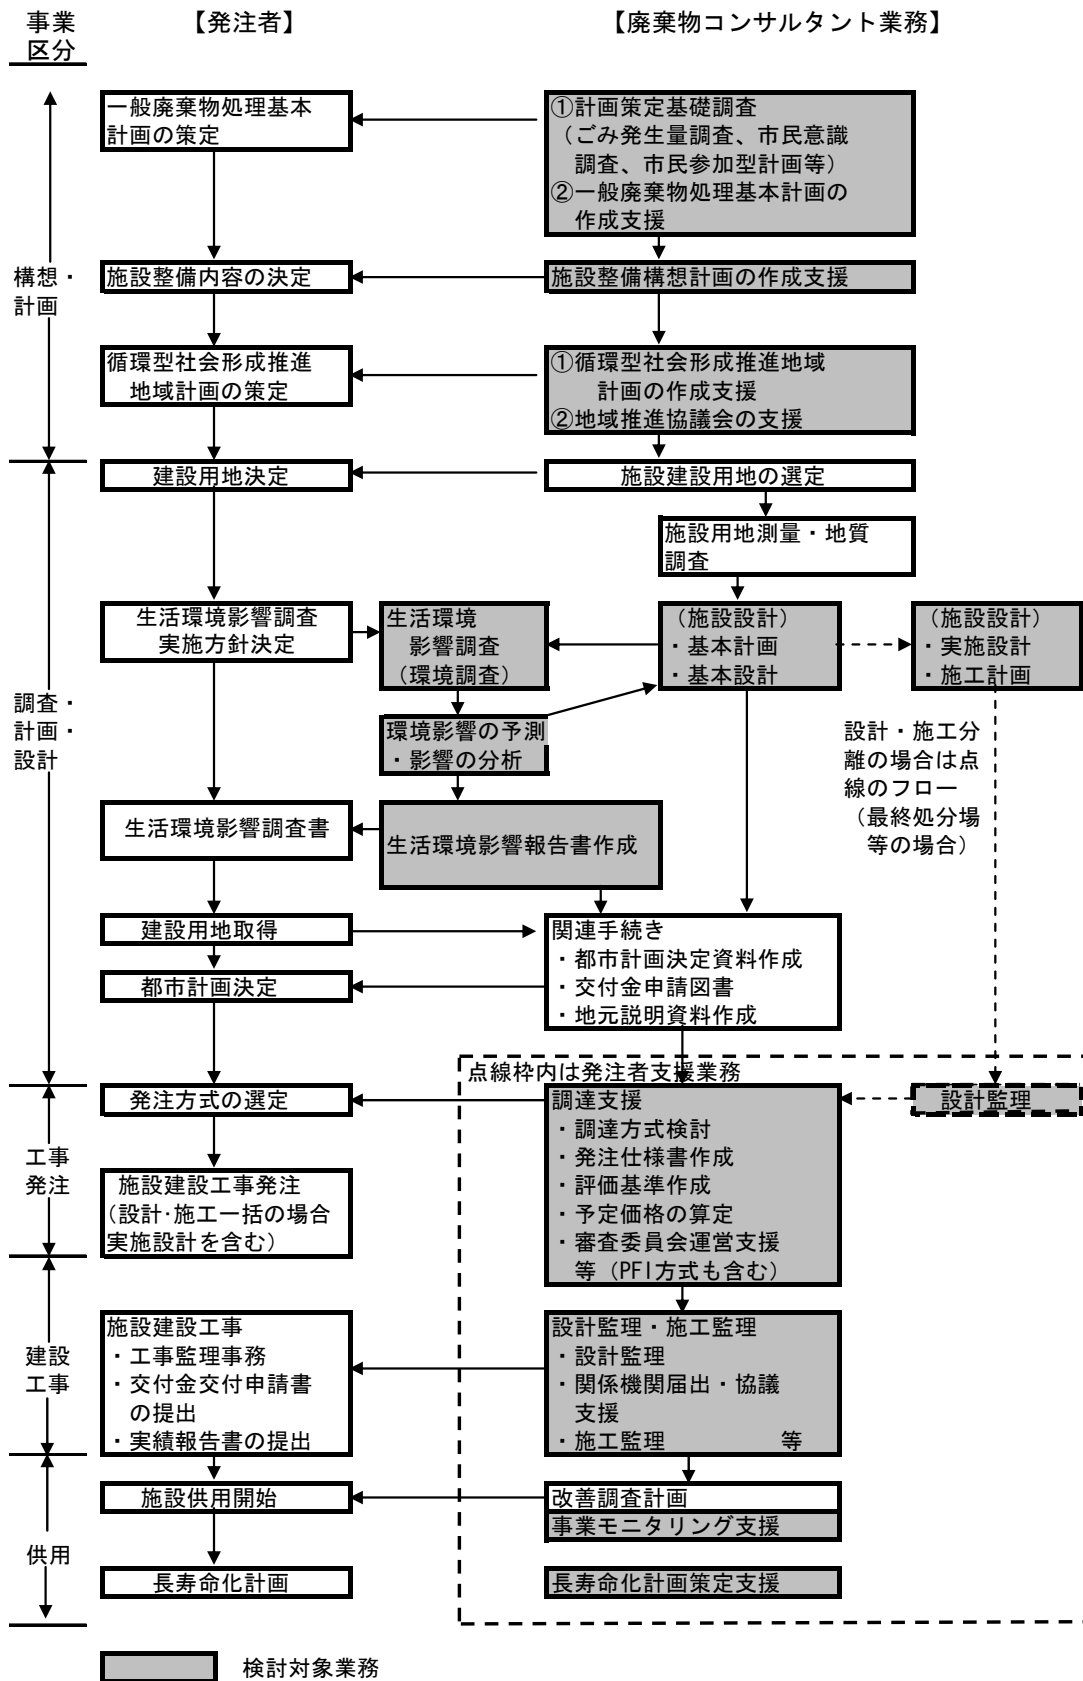 事業
区分
【発注者】
【廃棄物コンサルタント業務】
構想・
計画
一般廃棄物処理基本
計画の策定
①計画策定基礎調査
（ごみ発生量調査、市民意識
調査、市民参加型計画等）
②一般廃棄物処理基本計画の
作成支援
施設整備内容の決定
施設整備構想計画の作成支援
循環型社会形成推進
地域計画の策定
①循環型社会形成推進地域
計画の作成支援
②地域推進協議会の支援
調査・
計画・
設計
建設用地決定
施設建設用地の選定
施設用地測量・地質
調査
生活環境影響調査
実施方針決定
生活環境
影響調査
（環境調査）
（施設設計）
・基本計画
・基本設計
（施設設計）
・実施設計
・施工計画
環境影響の予測
・影響の分析
設計・施工分
離の場合は点
線のフロー
（最終処分場
等の場合）
生活環境影響調査書
生活環境影響報告書作成
建設用地取得
関連手続き
・都市計画決定資料作成
・交付金申請図書
・地元説明資料作成
都市計画決定
点線枠内は発注者支援業務
工事
発注
発注方式の選定
調達支援
・調達方式検討
・発注仕様書作成
・評価基準作成
・予定価格の算定
・審査委員会運営支援
等（PFI方式も含む）
設計監理
施設建設工事発注
（設計･施工一括の場合
実施設計を含む）
建設
工事
施設建設工事
・工事監理事務
・交付金交付申請書
の提出
・実績報告書の提出
設計監理・施工監理
・設計監理
・関係機関届出・協議
支援
・施工監理　　　　　等
供用
施設供用開始
改善調査計画
事業モニタリング支援
長寿命化計画
長寿命化計画策定支援
検討対象業務